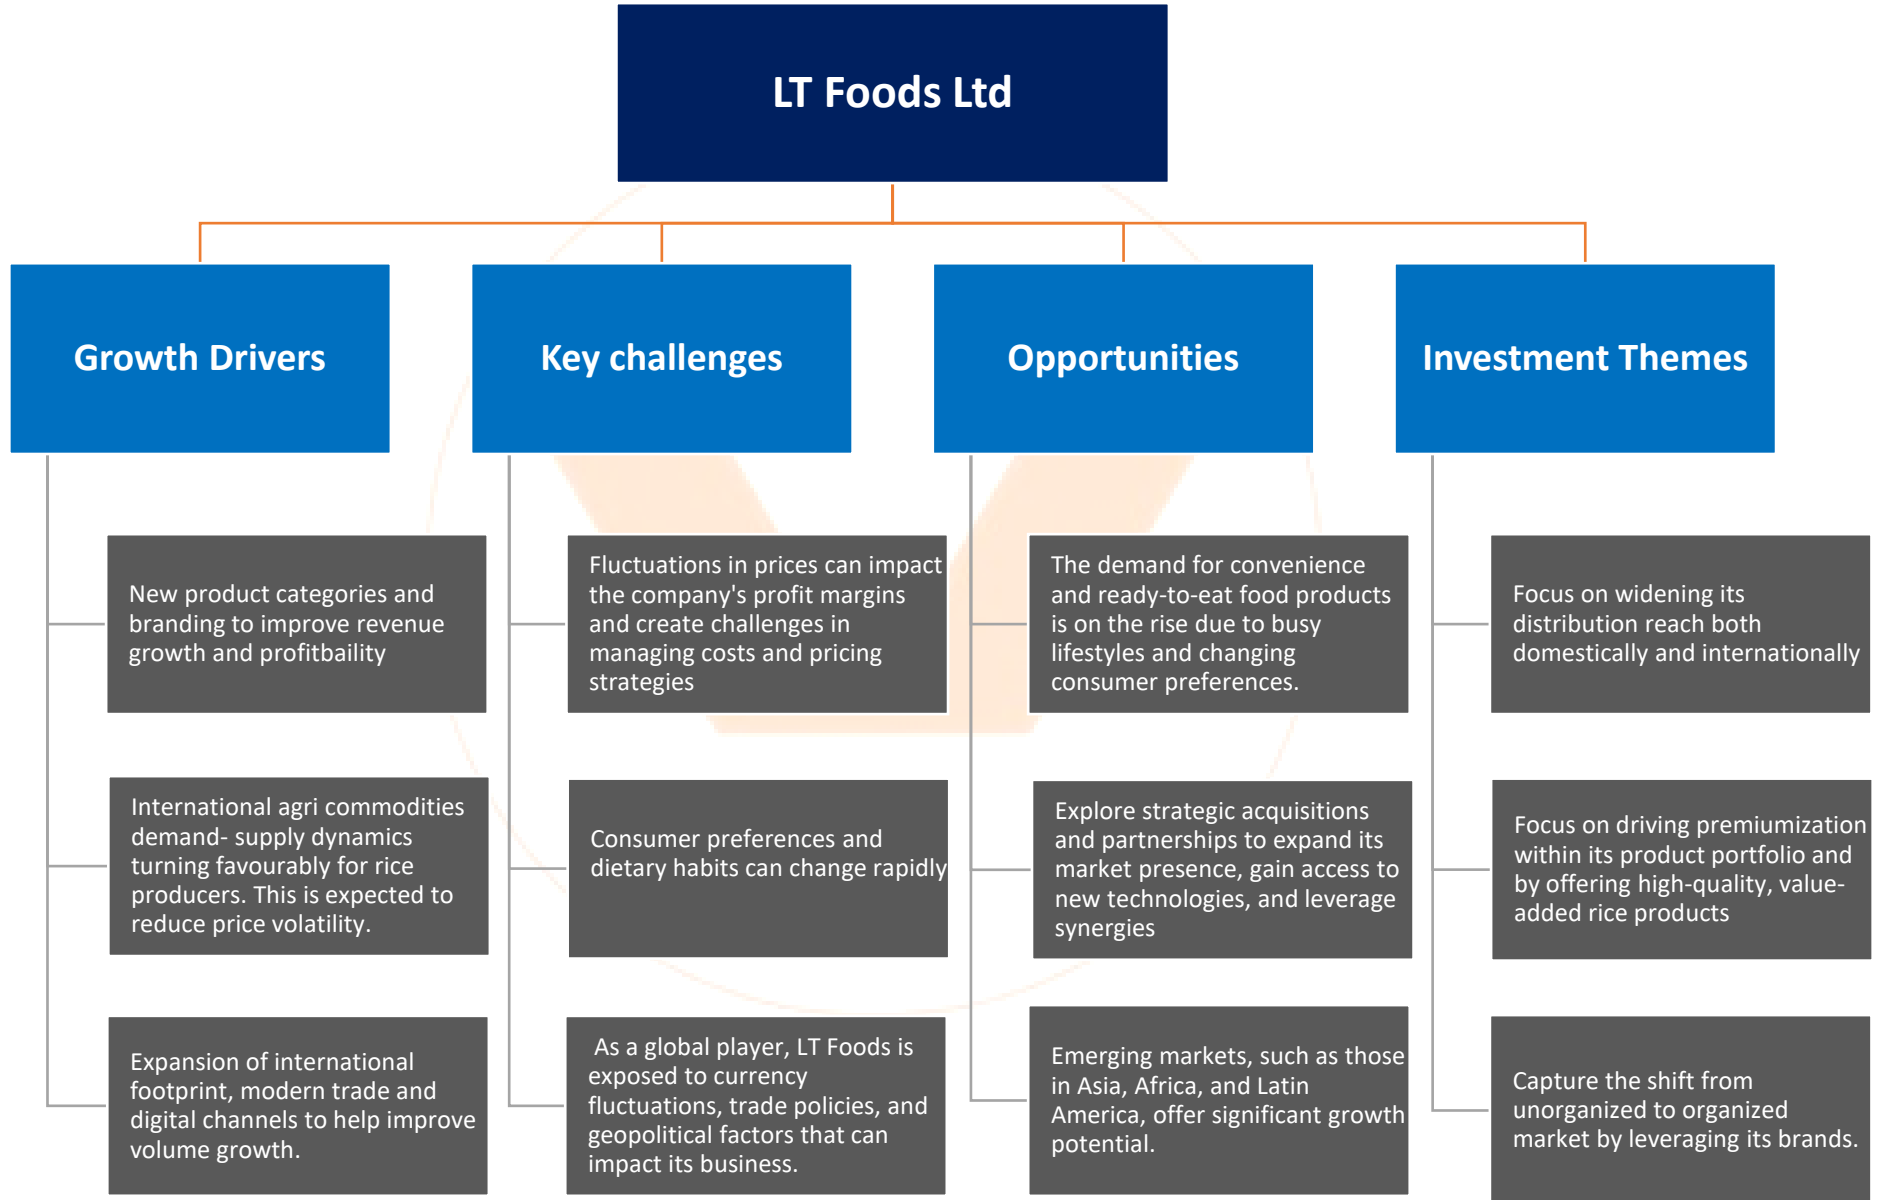 LT Foods Ltd
Growth Drivers
New product categories and
branding to improve revenue
growth and profitbaility
International agri commodities
demand- supply dynamics
turning favourably for rice
producers. This is expected to
reduce price volatility.
Expansion of international
footprint, modern trade and
digital channels to help improve
volume growth.
Key challenges
Fluctuations in prices can impact
the company's profit margins
and create challenges in
managing costs and pricing
strategies
Consumer preferences and
dietary habits can change rapidly
As a global player, LT Foods is
exposed to currency
fluctuations, trade policies, and
geopolitical factors that can
impact its business.
Opportunities
The demand for convenience
and ready-to-eat food products
is on the rise due to busy
lifestyles and changing
consumer preferences.
Explore strategic acquisitions
and partnerships to expand its
market presence, gain access to
new technologies, and leverage
synergies
Emerging markets, such as those
in Asia, Africa, and Latin
America, offer significant growth
potential.
Investment Themes
Focus on widening its
distribution reach both
domestically and internationally
Focus on driving premiumization
within its product portfolio and
by offering high-quality, value-
added rice products
Capture the shift from
unorganized to organized
market by leveraging its brands.